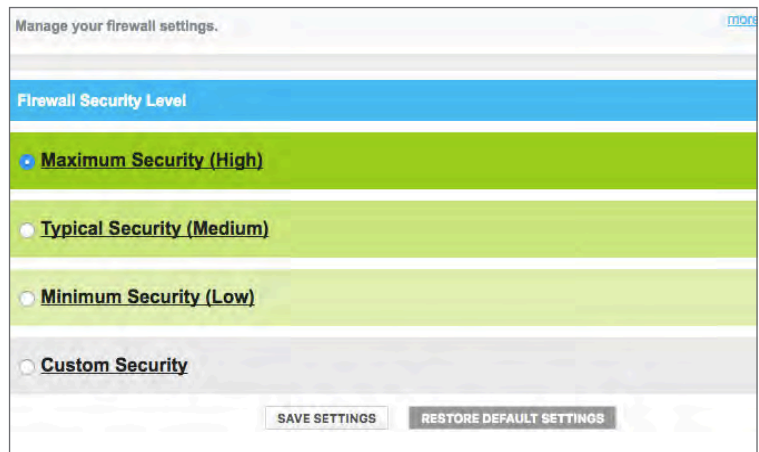 Manage your firewall settings.
more
Firewall Security Level
Maximum Security (High)
Typical Security (Medium)
Minimum Security (Low)
Custom Security
SAVE SETTINGS
RESTORE DEFAULT SETTINGS